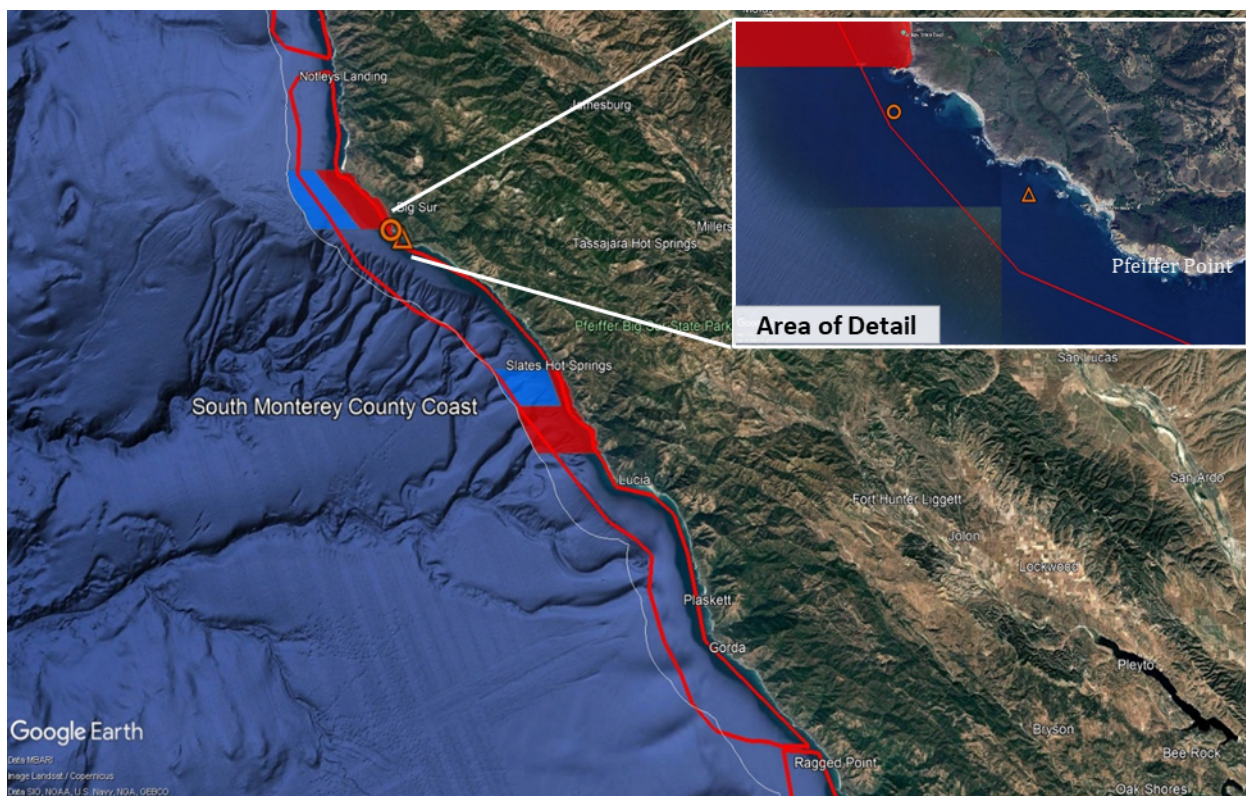 Notleys Landing
Jamesburg
Big Sur
Millers
Tassajara Hot Springs
Pfeiffer Point
Area of Detail
Pfeiffer Big Sur State Park
San Lucas
Slates Hot Springs
South Monterey County Coast
Lucia
San Ardo
Fort Hunter Liggett
Jolon
Lockwood
Plaskett
Gorda
Pleyto
Google Earth
Bryson
Bee Rock
Data MBARI
Ragged Point
Image Landsat / Copernicus
Data SIO, NOAA, U.S. Navy, NGA, GEBCO
Oak Shores